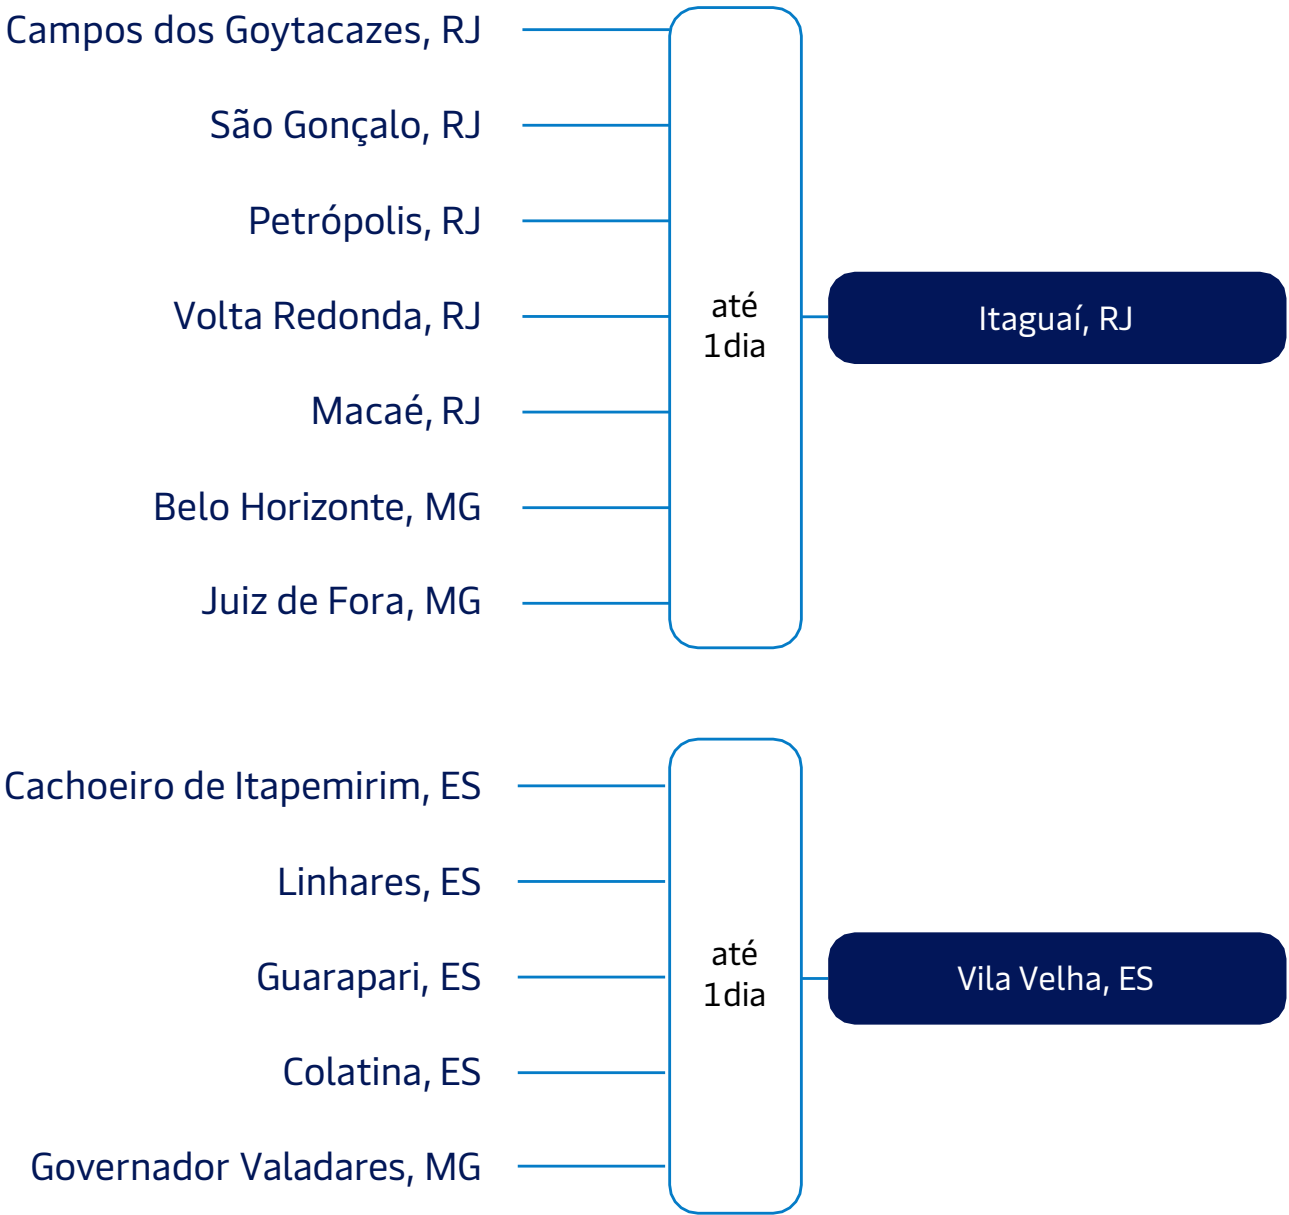 Campos dos Goytacazes, RJ
São Gonçalo, RJ
Petrópolis, RJ
Volta Redonda, RJ
Macaé, RJ
Belo Horizonte, MG
Juiz de Fora, MG
até
1dia
Itaguaí, RJ
Cachoeiro de Itapemirim, ES
Linhares, ES
Guarapari, ES
Colatina, ES
Governador Valadares, MG
até
1dia
Vila Velha, ES